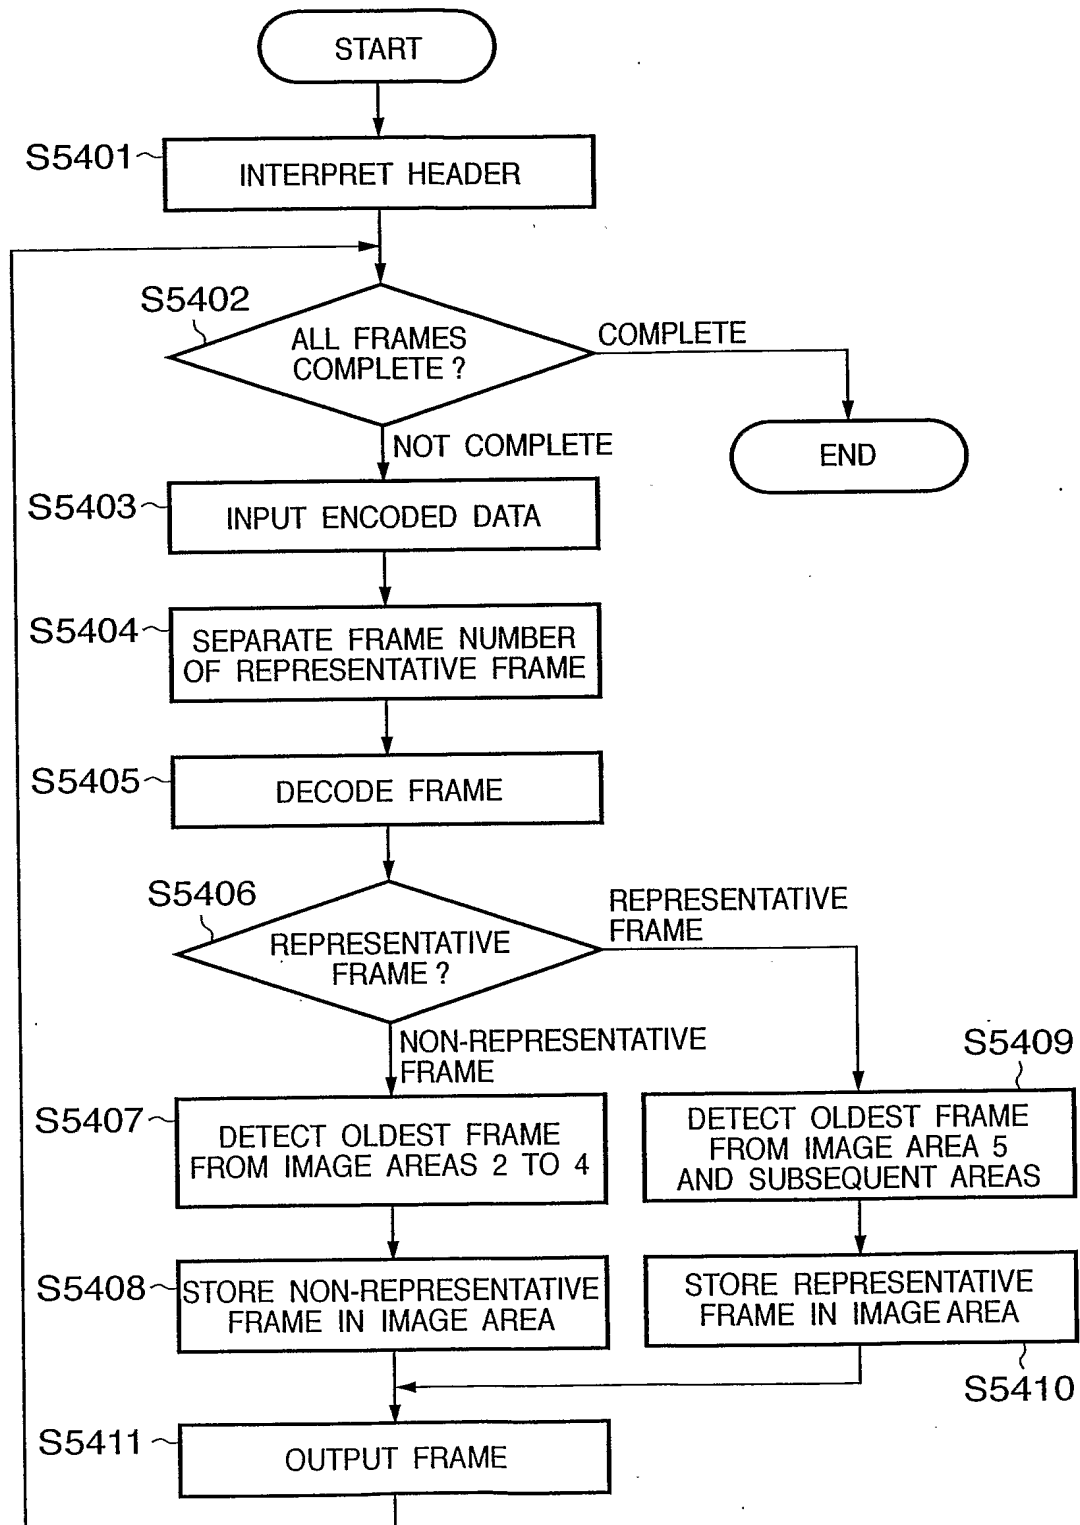 START
S5401
INTERPRET HEADER
S5402
ALL FRAMES
COMPLETE ?
COMPLETE
END
NOT COMPLETE
S5403
INPUT ENCODED DATA
S5404
SEPARATE FRAME NUMBER
OF REPRESENTATIVE FRAME
S5405
DECODE FRAME
S5406
REPRESENTATIVE
FRAME ?
REPRESENTATIVE
FRAME
NON-REPRESENTATIVE
FRAME
S5407
DETECT OLDEST FRAME
FROM IMAGE AREAS 2 TO 4
S5409
DETECT OLDEST FRAME
FROM IMAGE AREA 5
AND SUBSEQUENT AREAS
S5408
STORE NON-REPRESENTATIVE
FRAME IN IMAGE AREA
STORE REPRESENTATIVE
FRAME IN IMAGE AREA
S5410
S5411
OUTPUT FRAME